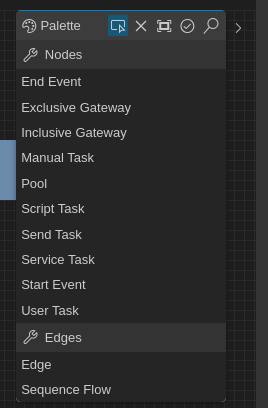 Palette
Nodes
End Event
Exclusive Gateway
Inclusive Gateway
Manual Task
Pool
Script Task
Send Task
Service Task
Start Event
User Task
Edges
Edge
Sequence Flow